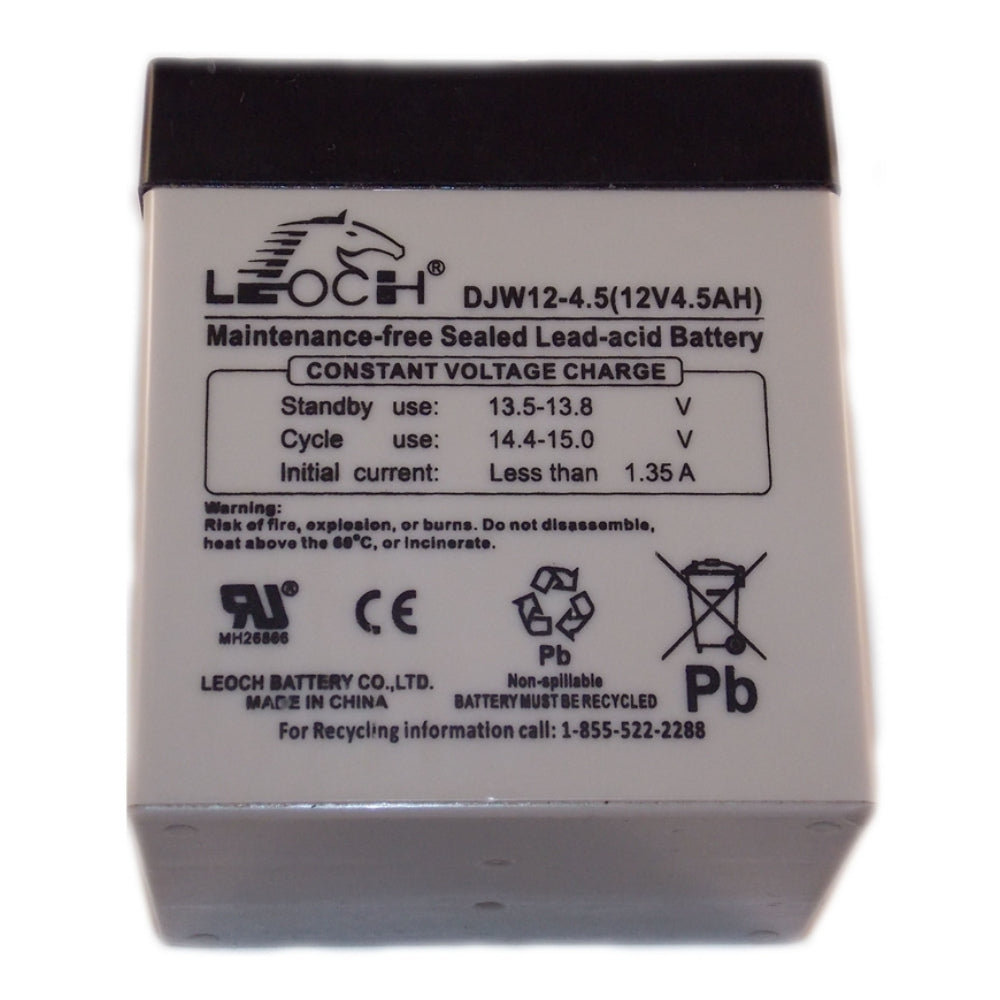 LEOCH® DJW12-4.5(12V4.5AH)
Maintenance-free Sealed Lead-acid Battery
CONSTANT VOLTAGE CHARGE
Standby use: 13.5-13.8 V
Cycle use: 14.4-15.0 V
Initial current: Less than 1.35 A
Warning:
Risk of fire, explosion, or burns. Do not disassemble,
heat above the 60°C, or incinerate.
RU®
MH26866
CE
Pb
Non-spillable
BATTERY MUST BE RECYCLED
Pb
LEOCH BATTERY CO.,LTD.
MADE IN CHINA
For Recycling information call: 1-855-522-2288